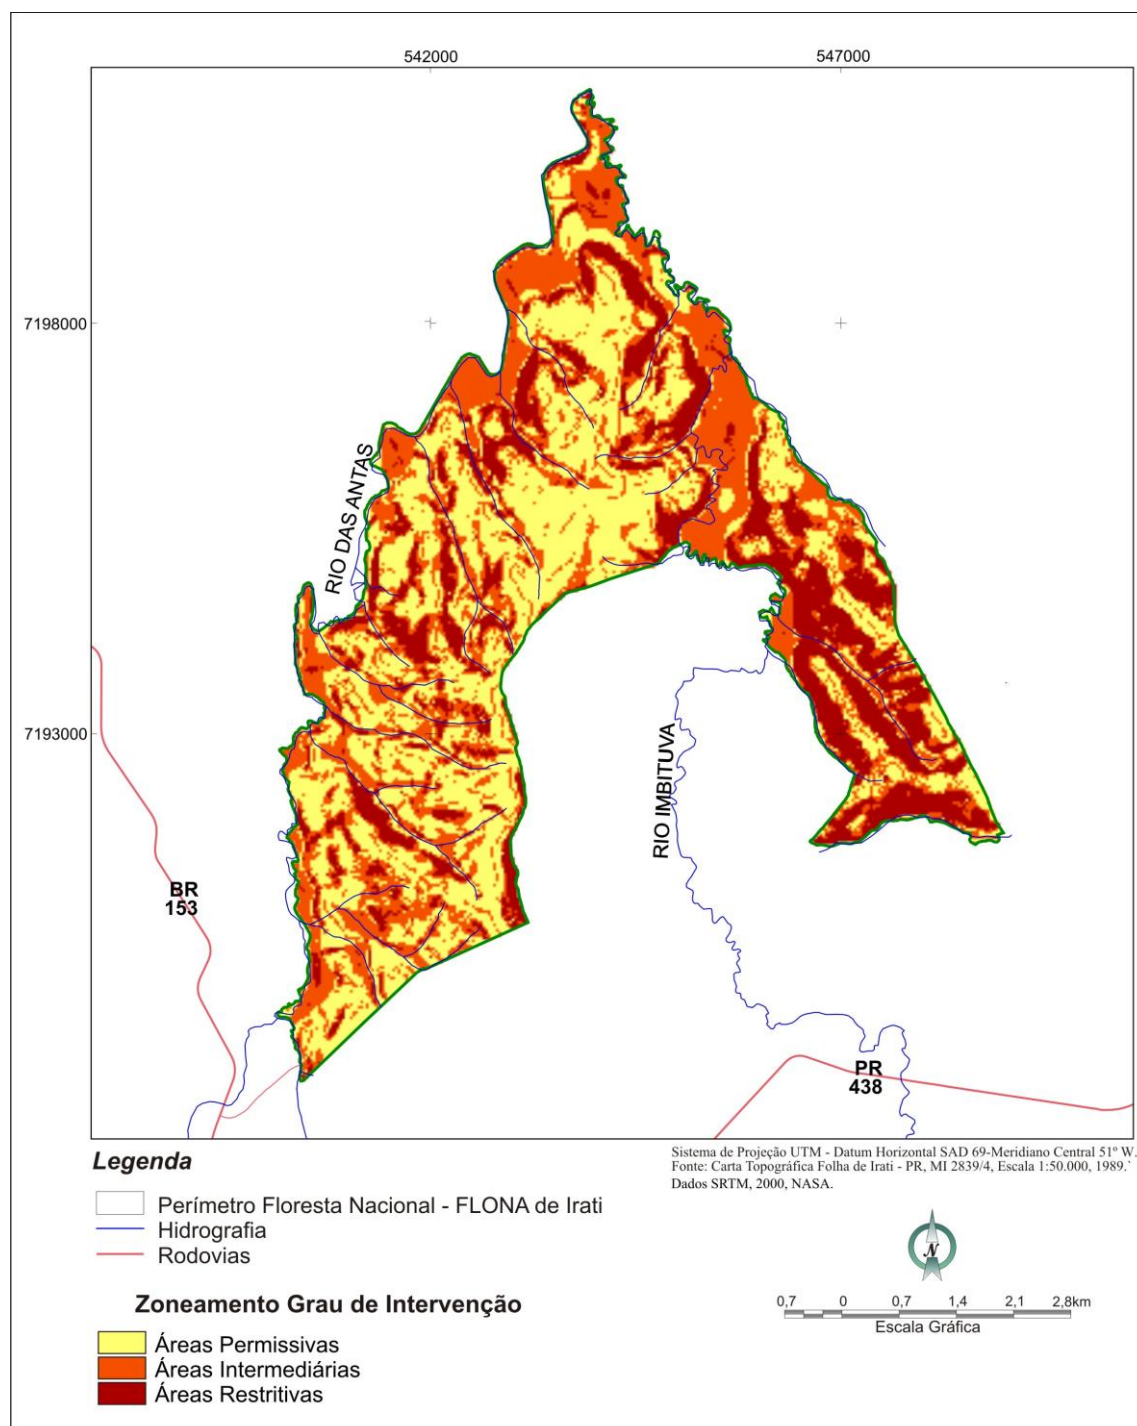 542000
547000
7198000
RIO DAS ANTAS
7193000
RIO IMBITUVA
BR
153
PR
438
Legenda
Sistema de Projeção UTM - Datum Horizontal SAD 69-Meridiano Central 51º W.
Fonte: Carta Topográfica Folha de Irati - PR, MI 2839/4, Escala 1:50.000, 1989.`
Dados SRTM, 2000, NASA.
Perímetro Floresta Nacional - FLONA de Irati
Hidrografia
Rodovias
N
Zoneamento Grau de Intervenção
0,7 0 0,7 1,4 2,1 2,8km
Escala Gráfica
Áreas Permissivas
Áreas Intermediárias
Áreas Restritivas